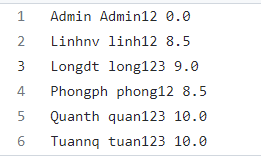 1 Admin Admin12 0.0
2 Linhnv linh12 8.5
3 Longdt long123 9.0
4 Phongph phong12 8.5
5 Quanth quan123 10.0
6 Tuannq tuan123 10.0